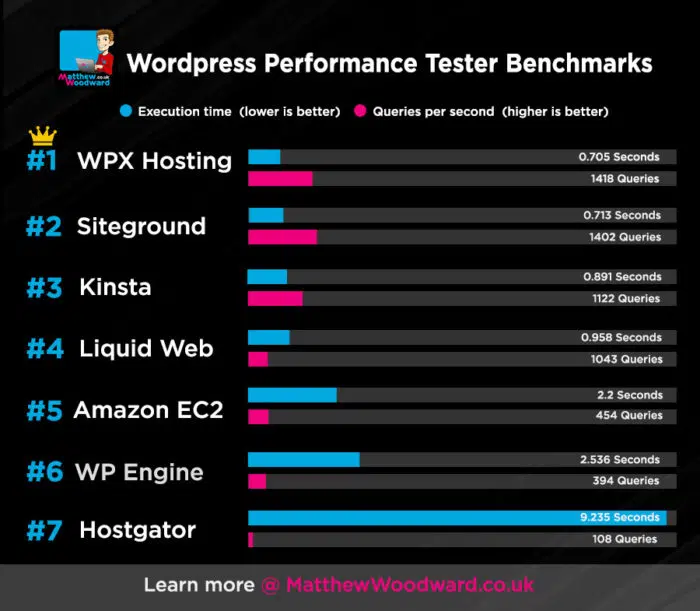 Matthew.co.uk
Woodward
Wordpress Performance Tester Benchmarks
Execution time (lower is better) Queries per second (higher is better)
#1 WPX Hosting
0.705 Seconds
1418 Queries
#2 Siteground
0.713 Seconds
1402 Queries
#3 Kinsta
0.891 Seconds
1122 Queries
#4 Liquid Web
0.958 Seconds
1043 Queries
#5 Amazon EC2
2.2 Seconds
454 Queries
#6 WP Engine
2.536 Seconds
394 Queries
#7 Hostgator
9.235 Seconds
108 Queries
Learn more @ MatthewWoodward.co.uk